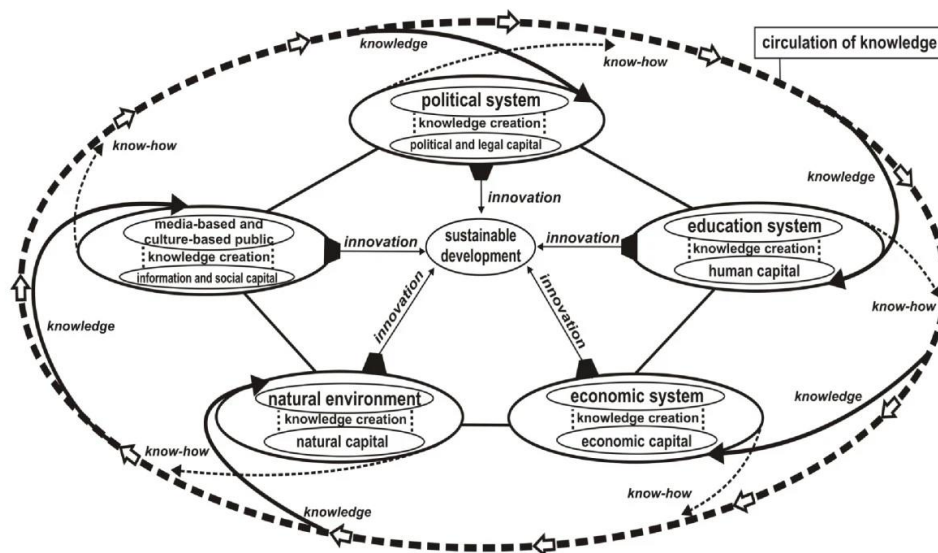 knowledge
know-how
circulation of knowledge
political system
knowledge creation
political and legal capital
know-how
knowledge
innovation
media-based and
culture-based public
knowledge creation
information and social capital
innovation
sustainable
development
innovation
education system
knowledge creation
human capital
know-how
knowledge
innovation
innovation
natural environment
knowledge creation
natural capital
economic system
knowledge creation
economic capital
knowledge
know-how
know-how
knowledge